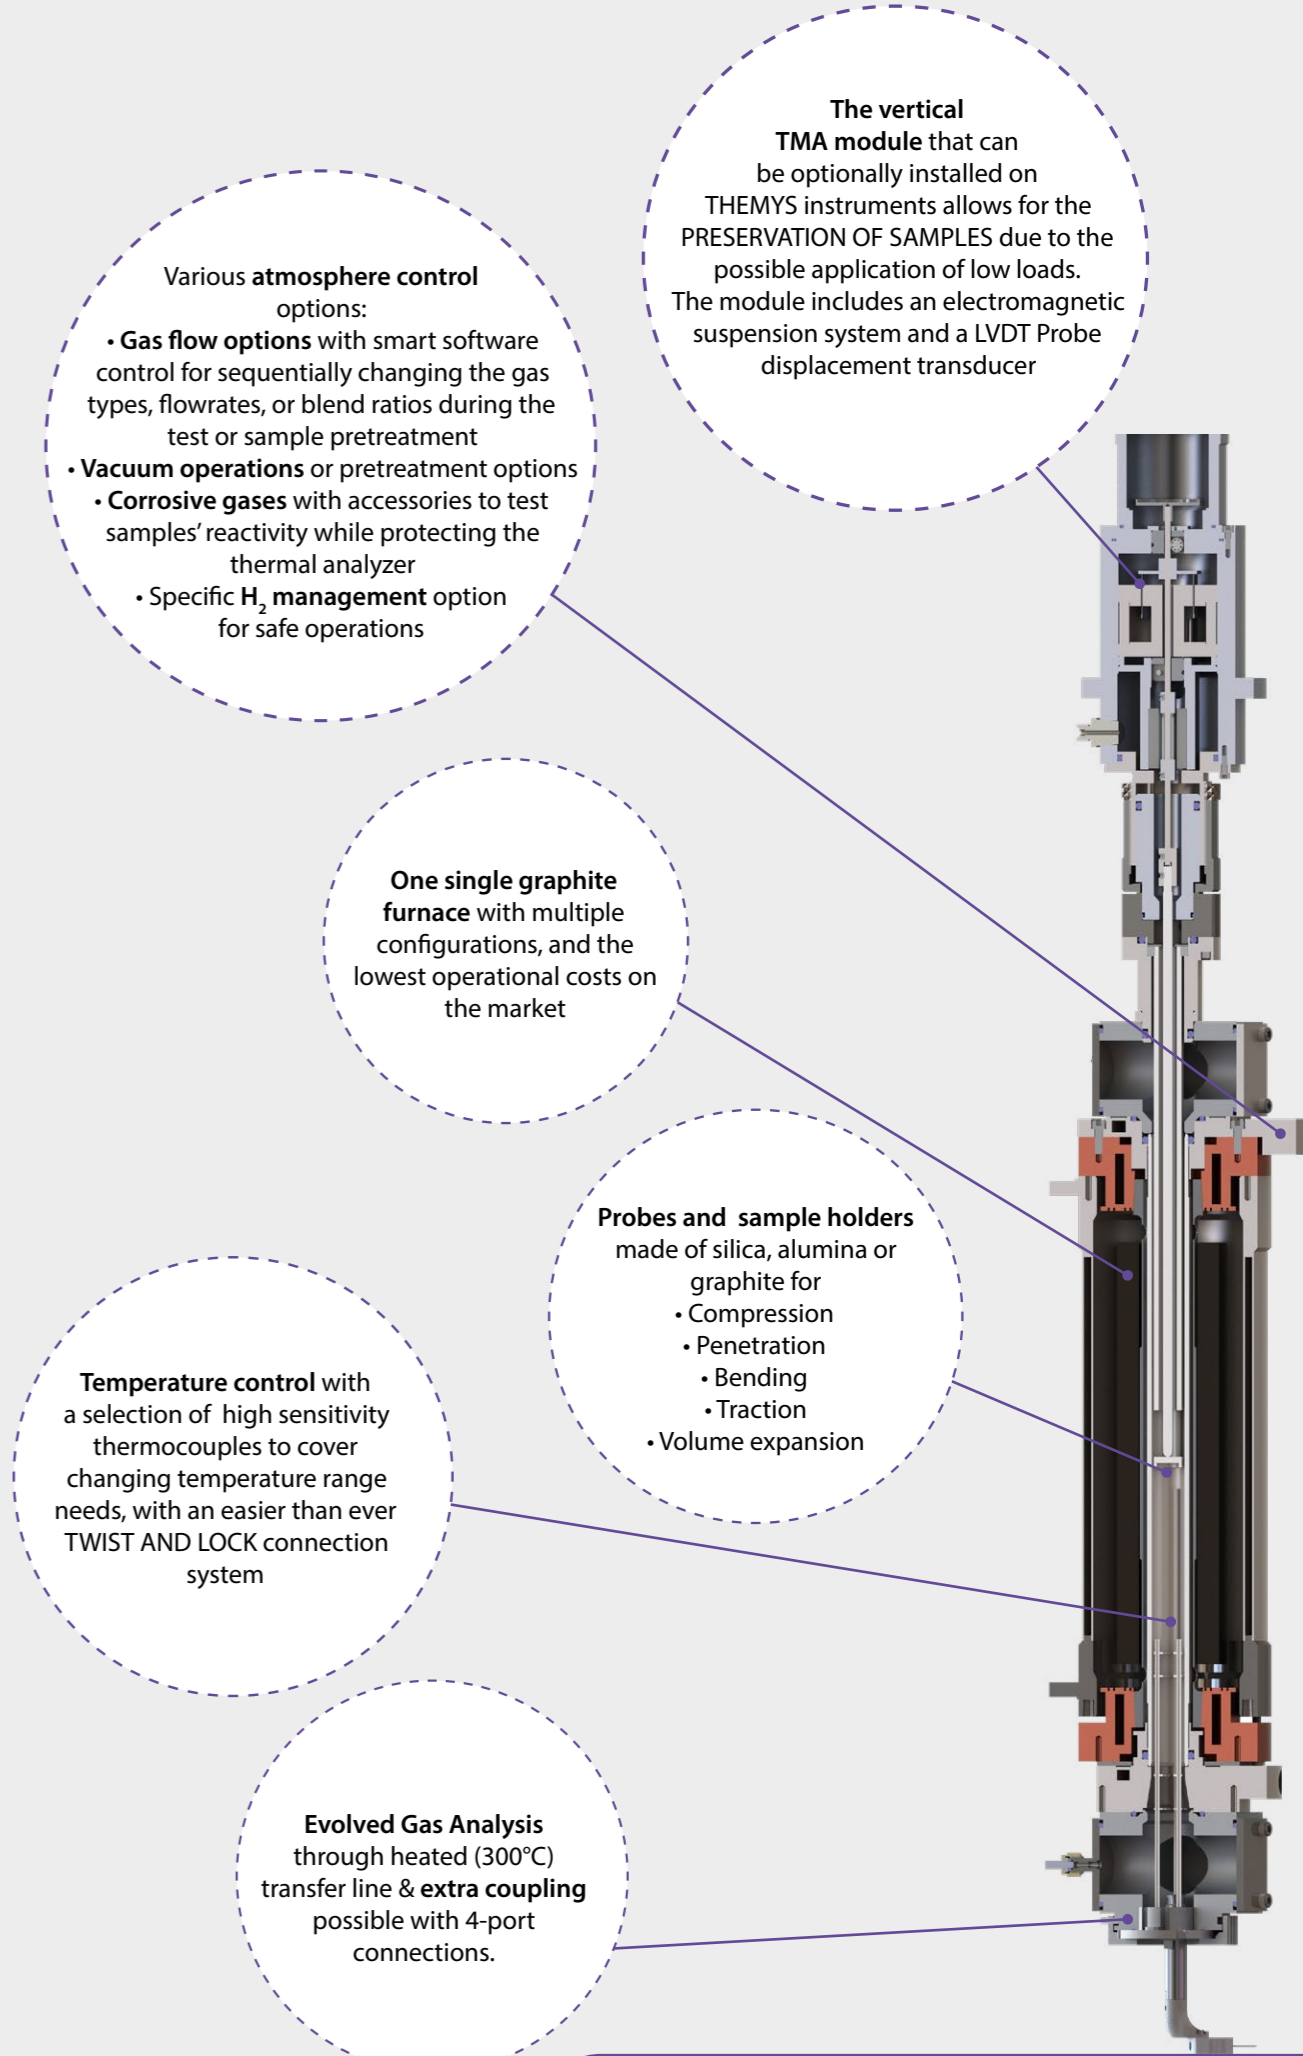 The vertical
TMA module that can
be optionally installed on
THEMYS instruments allows for the
PRESERVATION OF SAMPLES due to the
possible application of low loads.
The module includes an electromagnetic
suspension system and a LVDT Probe
displacement transducer
Various atmosphere control
options:
• Gas flow options with smart software
control for sequentially changing the gas
types, flowrates, or blend ratios during the
test or sample pretreatment
• Vacuum operations or pretreatment options
• Corrosive gases with accessories to test
samples' reactivity while protecting the
thermal analyzer
• Specific H₂ management option
for safe operations
One single graphite
furnace with multiple
configurations, and the
lowest operational costs on
the market
Probes and sample holders
made of silica, alumina or
graphite for
• Compression
• Penetration
• Bending
• Traction
• Volume expansion
Temperature control with
a selection of high sensitivity
thermocouples to cover
changing temperature range
needs, with an easier than ever
TWIST AND LOCK connection
system
Evolved Gas Analysis
through heated (300°C)
transfer line & extra coupling
possible with 4-port
connections.